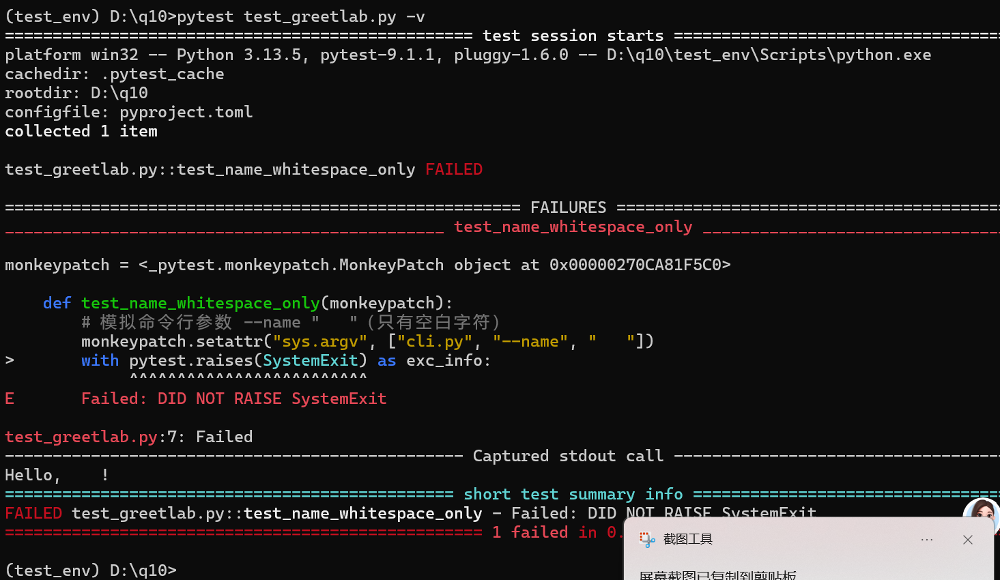 (test_env) D:\q10>pytest test_greetlab.py -v
================================================= test session starts ==================================
platform win32 -- Python 3.13.5, pytest-9.1.1, pluggy-1.6.0 -- D:\q10\test_env\Scripts\python.exe
cachedir: .pytest_cache
rootdir: D:\q10
configfile: pyproject.toml
collected 1 item
test_greetlab.py::test_name_whitespace_only FAILED
====================================================== FAILURES ========================================
______________________________________________ test_name_whitespace_only _______________________________
monkeypatch = <_pytest.monkeypatch.MonkeyPatch object at 0x00000270CA81F5C0>
    def test_name_whitespace_only(monkeypatch):
        # 模拟命令行参数 --name "   "（只有空白字符）
        monkeypatch.setattr("sys.argv", ["cli.py", "--name", "   "])
>       with pytest.raises(SystemExit) as exc_info:
             ^^^^^^^^^^^^^^^^^^^^^^^^^
E       Failed: DID NOT RAISE SystemExit
test_greetlab.py:7: Failed
------------------------------------------------ Captured stdout call ----------------------------------
Hello,    !
=============================================== short test summary info ================================
FAILED test_greetlab.py::test_name_whitespace_only - Failed: DID NOT RAISE SystemExit
================================================== 1 failed in 0.
(test_env) D:\q10>
截图工具
屏幕截图已复制到剪贴板